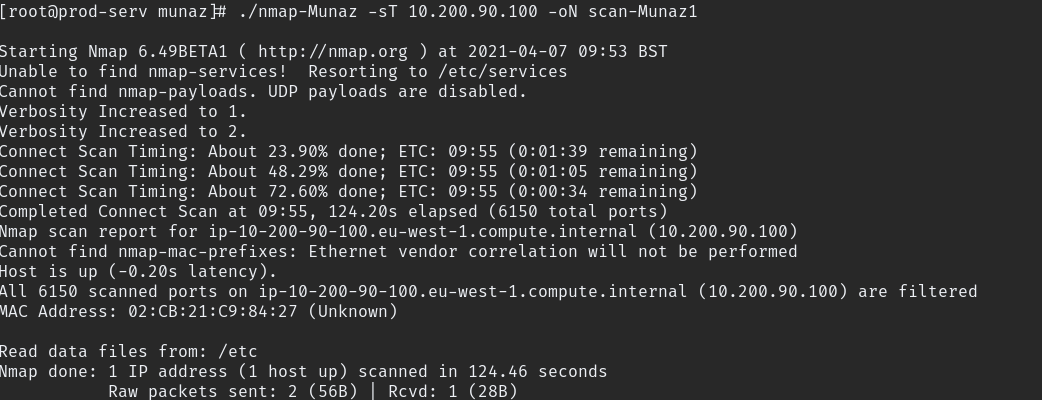 [root@prod-serv munaz]# ./nmap-Munaz -sT 10.200.90.100 -oN scan-Munaz1
Starting Nmap 6.49BETA1 ( http://nmap.org ) at 2021-04-07 09:53 BST
Unable to find nmap-services!  Resorting to /etc/services
Cannot find nmap-payloads. UDP payloads are disabled.
Verbosity Increased to 1.
Verbosity Increased to 2.
Connect Scan Timing: About 23.90% done; ETC: 09:55 (0:01:39 remaining)
Connect Scan Timing: About 48.29% done; ETC: 09:55 (0:01:05 remaining)
Connect Scan Timing: About 72.60% done; ETC: 09:55 (0:00:34 remaining)
Completed Connect Scan at 09:55, 124.20s elapsed (6150 total ports)
Nmap scan report for ip-10-200-90-100.eu-west-1.compute.internal (10.200.90.100)
Cannot find nmap-mac-prefixes: Ethernet vendor correlation will not be performed
Host is up (-0.20s latency).
All 6150 scanned ports on ip-10-200-90-100.eu-west-1.compute.internal (10.200.90.100) are filtered
MAC Address: 02:CB:21:C9:84:27 (Unknown)
Read data files from: /etc
Nmap done: 1 IP address (1 host up) scanned in 124.46 seconds
Raw packets sent: 2 (56B) | Rcvd: 1 (28B)